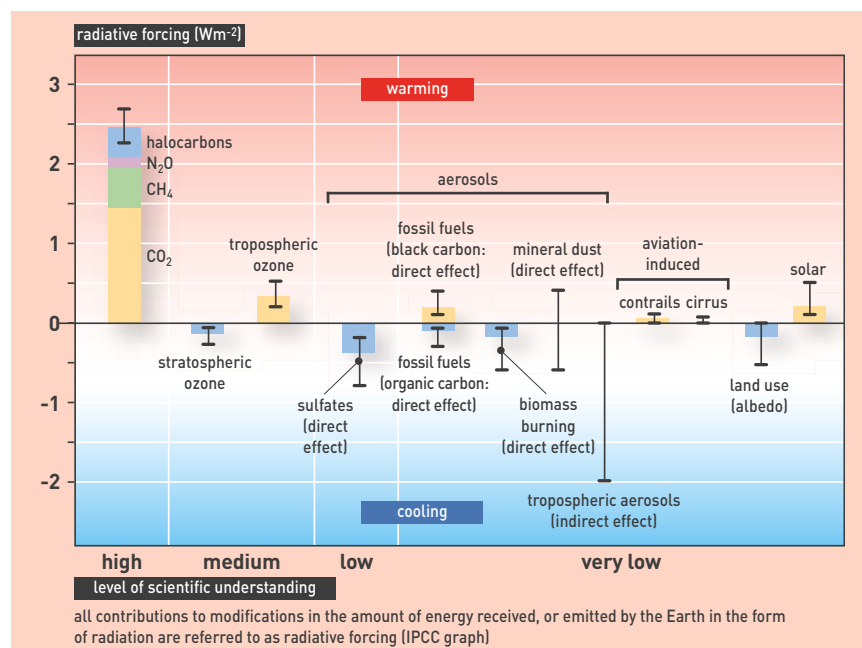 radiative forcing (Wm-2)
3
2
1
0
-1
-2
warming
halocarbons
N2O
CH4
CO2
aerosols
tropospheric
ozone
fossil fuels
(black carbon:
direct effect)
mineral dust
(direct effect)
aviation-
induced
contrails cirrus
solar
stratospheric
ozone
sulfates
(direct
effect)
fossil fuels
(organic carbon:
direct effect)
biomass
burning
(direct effect)
land use
(albedo)
tropospheric aerosols
(indirect effect)
cooling
high medium low very low
level of scientific understanding
all contributions to modifications in the amount of energy received, or emitted by the Earth in the form
of radiation are referred to as radiative forcing (IPCC graph)